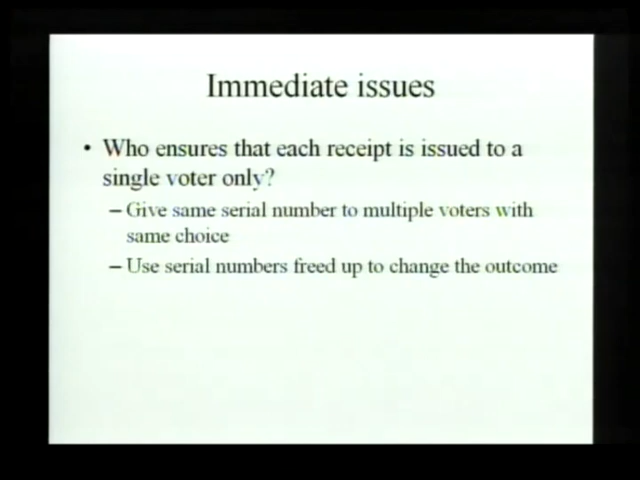 Immediate issues
• Who ensures that each receipt is issued to a
single voter only?
– Give same serial number to multiple voters with
same choice
– Use serial numbers freed up to change the outcome